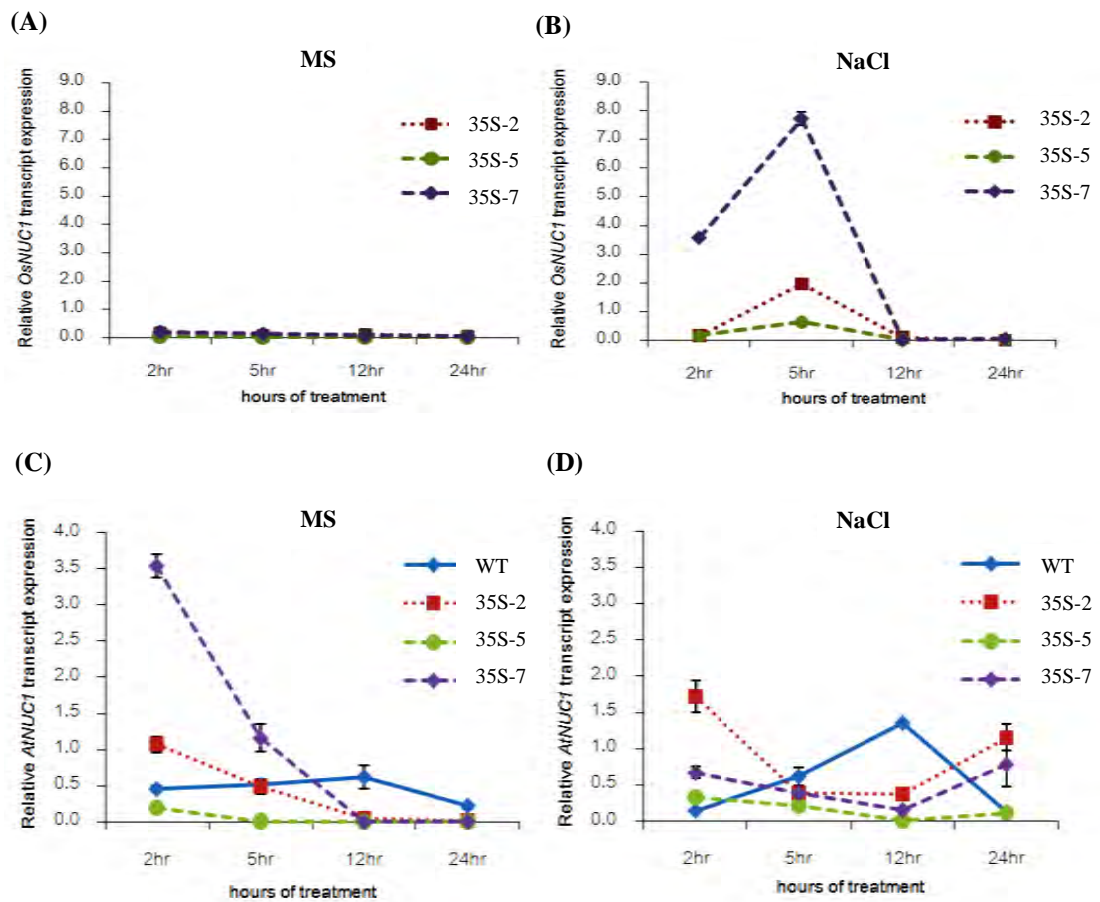 (A)
MS
9.0
8.0
7.0
6.0
5.0
4.0
3.0
2.0
1.0
0.0
Relative OsNUC1 transcript expression
35S-2
35S-5
35S-7
2hr 5hr 12hr 24hr
hours of treatment
(B)
NaCl
9.0
8.0
7.0
6.0
5.0
4.0
3.0
2.0
1.0
0.0
Relative OsNUC1 transcript expression
35S-2
35S-5
35S-7
2hr 5hr 12hr 24hr
hours of treatment
(C)
MS
4.0
3.5
3.0
2.5
2.0
1.5
1.0
0.5
0.0
Relative AtNUC1 transcript expression
WT
35S-2
35S-5
35S-7
2hr 5hr 12hr 24hr
hours of treatment
(D)
NaCl
4.0
3.5
3.0
2.5
2.0
1.5
1.0
0.5
0.0
Relative AtNUC1 transcript expression
WT
35S-2
35S-5
35S-7
2hr 5hr 12hr 24hr
hours of treatment